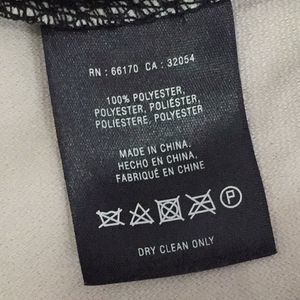 RN : 66170 CA : 32054
100% POLYESTER,
POLYESTER, POLIÉSTER,
POLIESTERE, POLYESTER
MADE IN CHINA,
HECHO EN CHINA,
FABRIQUÉ EN CHINE
P
DRY CLEAN ONLY